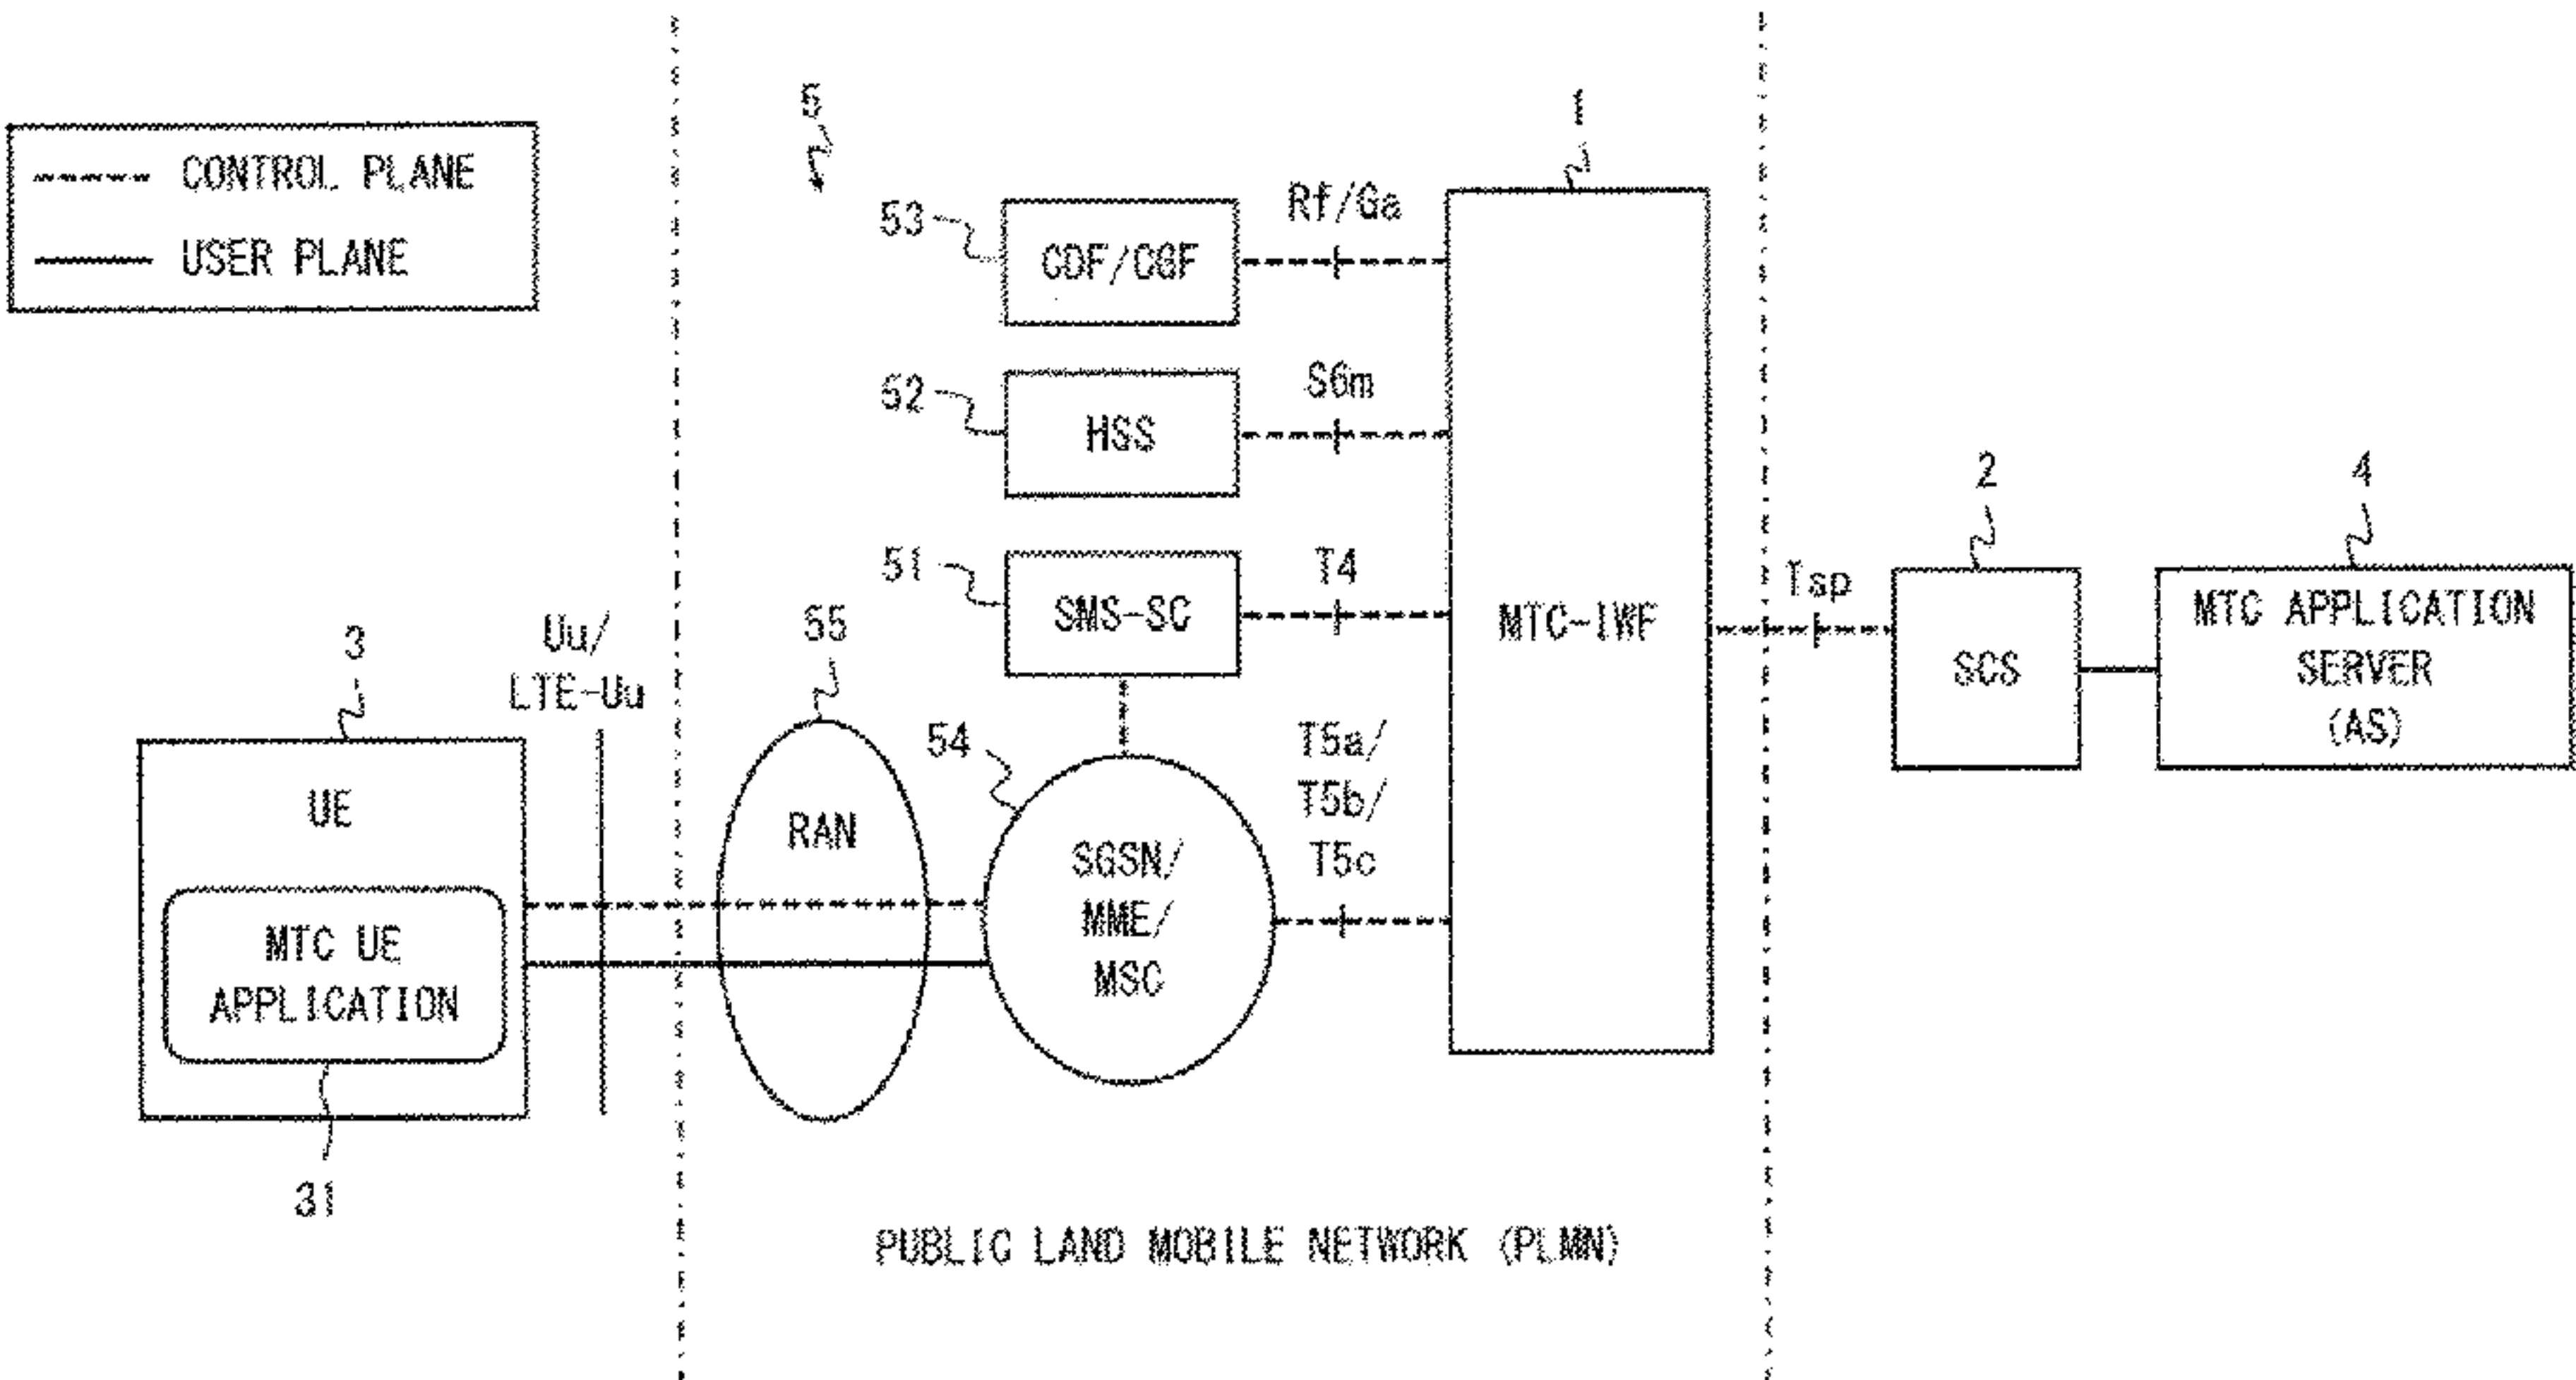 CONTROL PLANE
USER PLANE
5
1
53
CDF/CGF
Rf/Ga
52
HSS
S6m
51
SMS-SC
T4
MTC-IWF
Tsp
2
SCS
4
MTC APPLICATION
SERVER
(AS)
3
Uu/
LTE-Uu
55
54
T5a/
T5b/
T5c
UE
RAN
SGSN/
MME/
MSC
MTC UE
APPLICATION
31
PUBLIC LAND MOBILE NETWORK (PLMN)